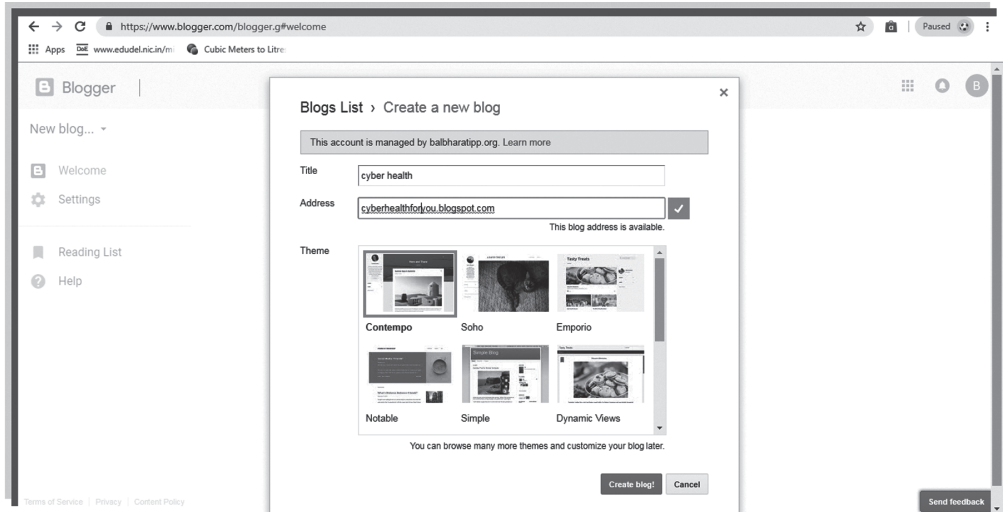 https://www.blogger.com/blogger.g#welcome
Paused
Apps
www.edudel.nic.in/m
Cubic Meters to Litre
Blogger
B
New blog...
Welcome
Settings
Reading List
Help
Blogs List › Create a new blog
This account is managed by balbharatipp.org. Learn more
Title
cyber health
Address
cyberhealthforyou.blogspot.com
This blog address is available.
Theme
Tasty Treats
Contempo
Soho
Emporio
Simple Blog
Notable
Simple
Dynamic Views
You can browse many more themes and customize your blog later.
Create blog!
Cancel
Terms of Service
Privacy
Content Policy
Send feedback